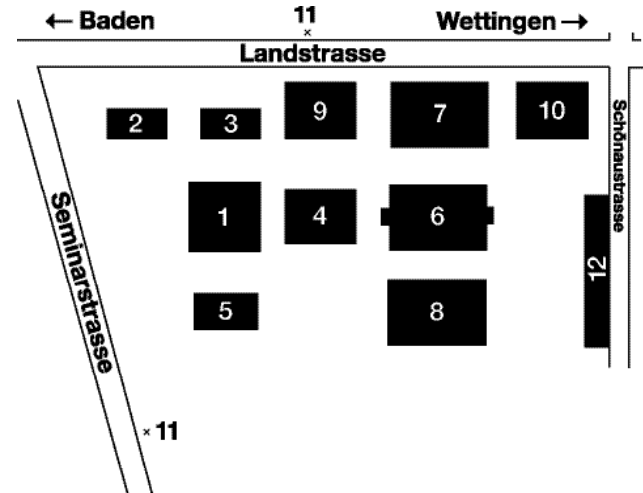 11
← Baden
Wettingen →
Landstrasse
2
3
9
7
10
Schönaustrasse
1
4
6
Seminarstrasse
12
5
8
11